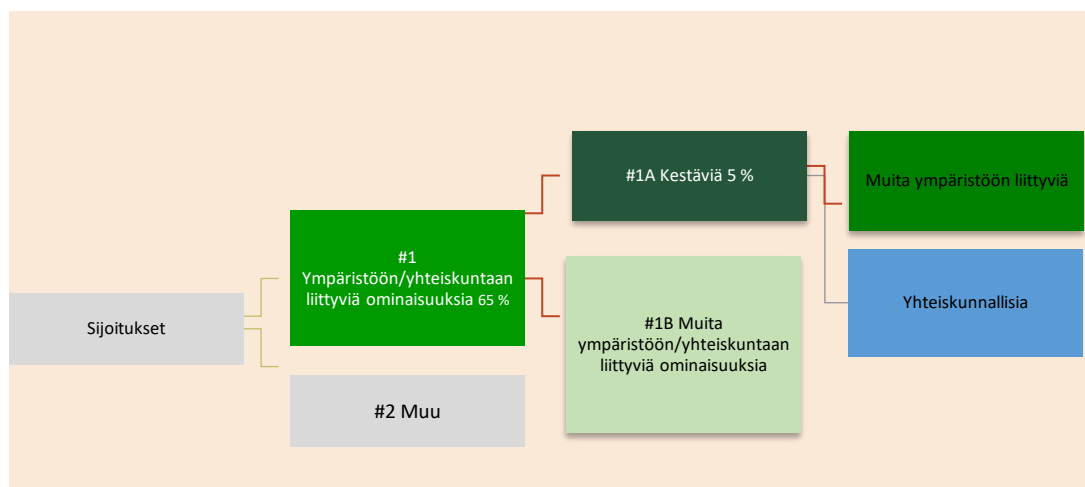 Sijoitukset
#1
Ympäristöön/yhteiskuntaan
liittyviä ominaisuuksia 65 %
#2 Muu
#1A Kestäviä 5 %
#1B Muita
ympäristöön/yhteiskuntaan
liittyviä ominaisuuksia
Muita ympäristöön liittyviä
Yhteiskunnallisia